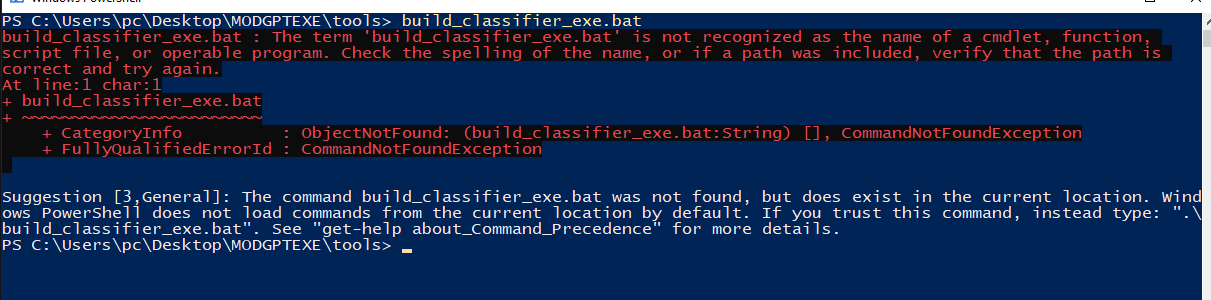 PS C:\Users\pc\Desktop\MODGPTEXE\tools> build_classifier_exe.bat
build_classifier_exe.bat : The term 'build_classifier_exe.bat' is not recognized as the name of a cmdlet, function,
script file, or operable program. Check the spelling of the name, or if a path was included, verify that the path is
correct and try again.
At line:1 char:1
+ build_classifier_exe.bat
+ ~~~~~~~~~~~~~~~~~~~~~~~~
    + CategoryInfo          : ObjectNotFound: (build_classifier_exe.bat:String) [], CommandNotFoundException
    + FullyQualifiedErrorId : CommandNotFoundException
Suggestion [3,General]: The command build_classifier_exe.bat was not found, but does exist in the current location. Wind
ows PowerShell does not load commands from the current location by default. If you trust this command, instead type: ".\
build_classifier_exe.bat". See "get-help about_Command_Precedence" for more details.
PS C:\Users\pc\Desktop\MODGPTEXE\tools> _